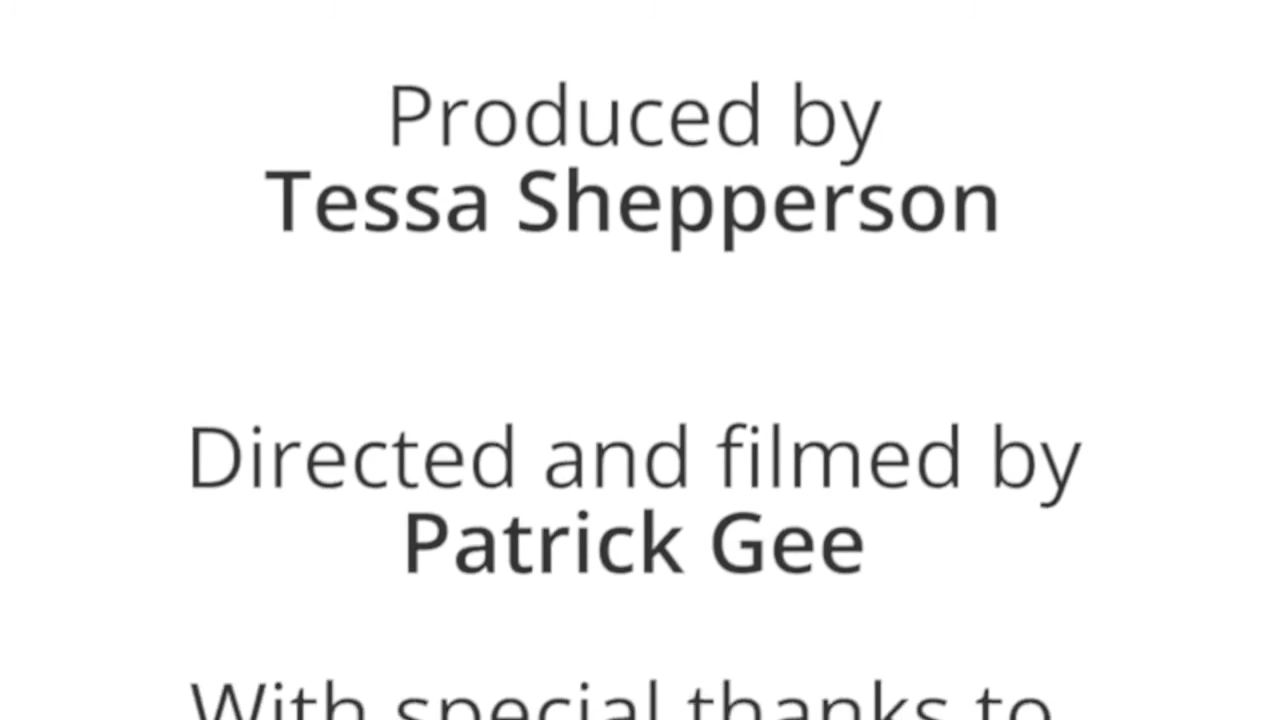 Produced by
Tessa Shepperson
Directed and filmed by
Patrick Gee
With special thanks to